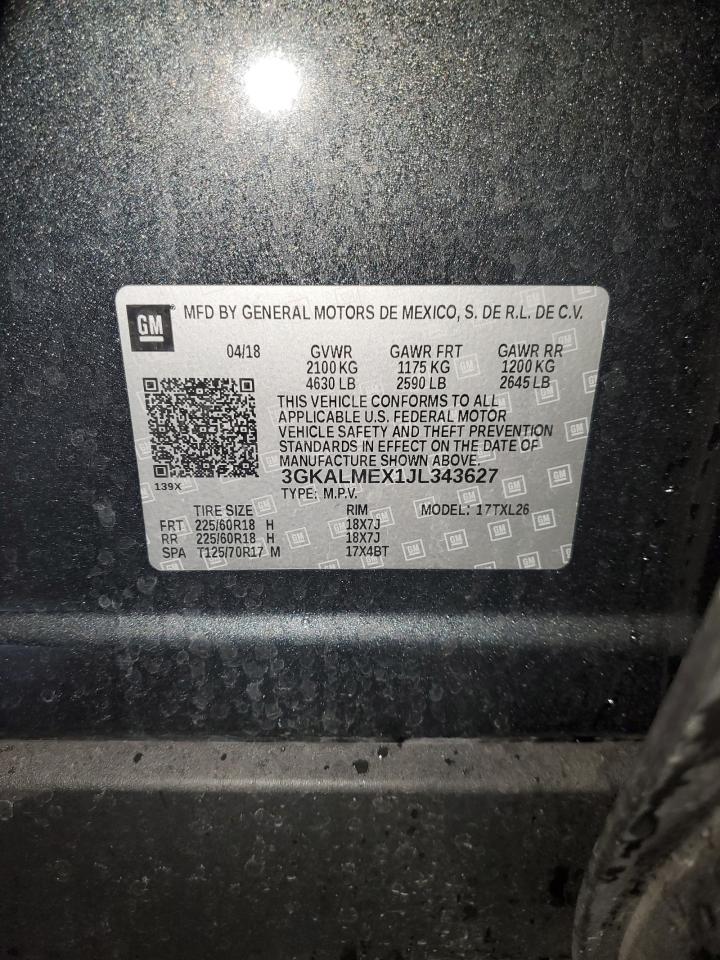 GM® MFD BY GENERAL MOTORS DE MEXICO, S. DE R.L. DE C.V.
04/18 GVWR GAWR FRT GAWR RR
2100 KG 1175 KG 1200 KG
4630 LB 2590 LB 2645 LB
THIS VEHICLE CONFORMS TO ALL
APPLICABLE U.S. FEDERAL MOTOR
VEHICLE SAFETY AND THEFT PREVENTION
STANDARDS IN EFFECT ON THE DATE OF
MANUFACTURE SHOWN ABOVE.
3GKALMEX1JL343627
139X
TYPE: M.P.V.
TIRE SIZE RIM MODEL: 17TXL26
FRT 225/60R18 H 18X7J
RR 225/60R18 H 18X7J
SPA T125/70R17 M 17X4BT